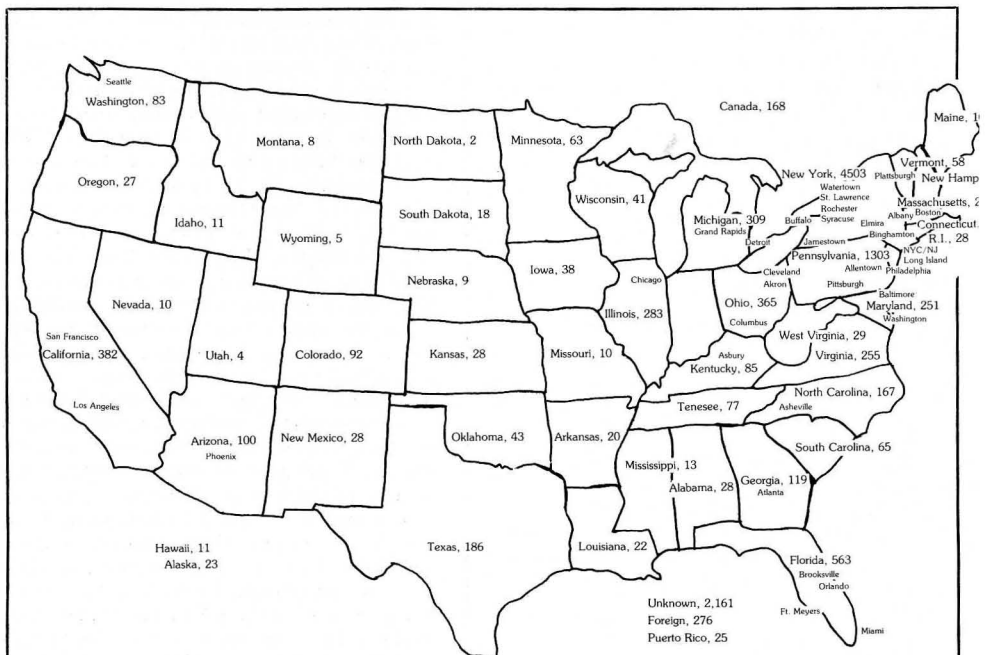 Seattle
Washington, 83
Oregon, 27
Idaho, 11
Montana, 8
Wyoming, 5
North Dakota, 2
South Dakota, 18
Nebraska, 9
Minnesota, 63
Iowa, 38
Wisconsin, 41
Michigan, 309
Grand Rapids
Detroit
Canada, 168
Maine, 1
Vermont, 58
New Hamp
New York, 4503
Plattsburgh
Watertown
St. Lawrence
Rochester
Syracuse
Buffalo
Massachusetts, 2
Albany
Boston
Elmira
Connecticut,
Binghamton
R.I., 28
Jamestown
NYC/NJ
Long Island
Pennsylvania, 1303
Allentown
Philadelphia
Pittsburgh
Cleveland
Akron
Ohio, 365
Columbus
Baltimore
Maryland, 251
Washington
West Virginia, 29
Virginia, 255
Chicago
Illinois, 283
Asbury
Kentucky, 85
Nevada, 10
San Francisco
California, 382
Los Angeles
Utah, 4
Colorado, 92
Kansas, 28
Missouri, 10
North Carolina, 167
Asheville
Tenesee, 77
Arizona, 100
Phoenix
New Mexico, 28
Oklahoma, 43
Arkansas, 20
South Carolina, 65
Mississippi, 13
Alabama, 28
Georgia, 119
Atlanta
Texas, 186
Louisiana, 22
Florida, 563
Brooksville
Orlando
Ft. Meyers
Miami
Hawaii, 11
Alaska, 23
Unknown, 2,161
Foreign, 276
Puerto Rico, 25